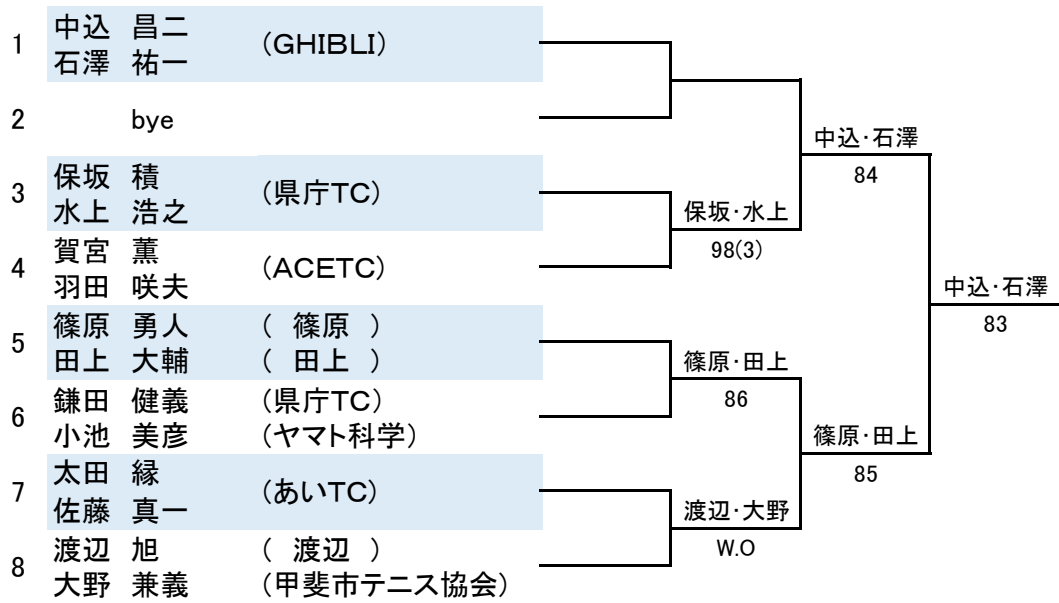 1 中込 昌二 (GHIBLI)
石澤 祐一
2 bye
中込・石澤
84
3 保坂 積 (県庁TC)
水上 浩之
保坂・水上
98(3)
4 賀宮 薫 (ACETC)
羽田 咲夫
中込・石澤
83
5 篠原 勇人 ( 篠原 )
田上 大輔 ( 田上 )
篠原・田上
86
6 鎌田 健義 (県庁TC)
小池 美彦 (ヤマト科学)
篠原・田上
85
7 太田 縁 (あいTC)
佐藤 真一
渡辺・大野
W.O
8 渡辺 旭 ( 渡辺 )
大野 兼義 (甲斐市テニス協会)